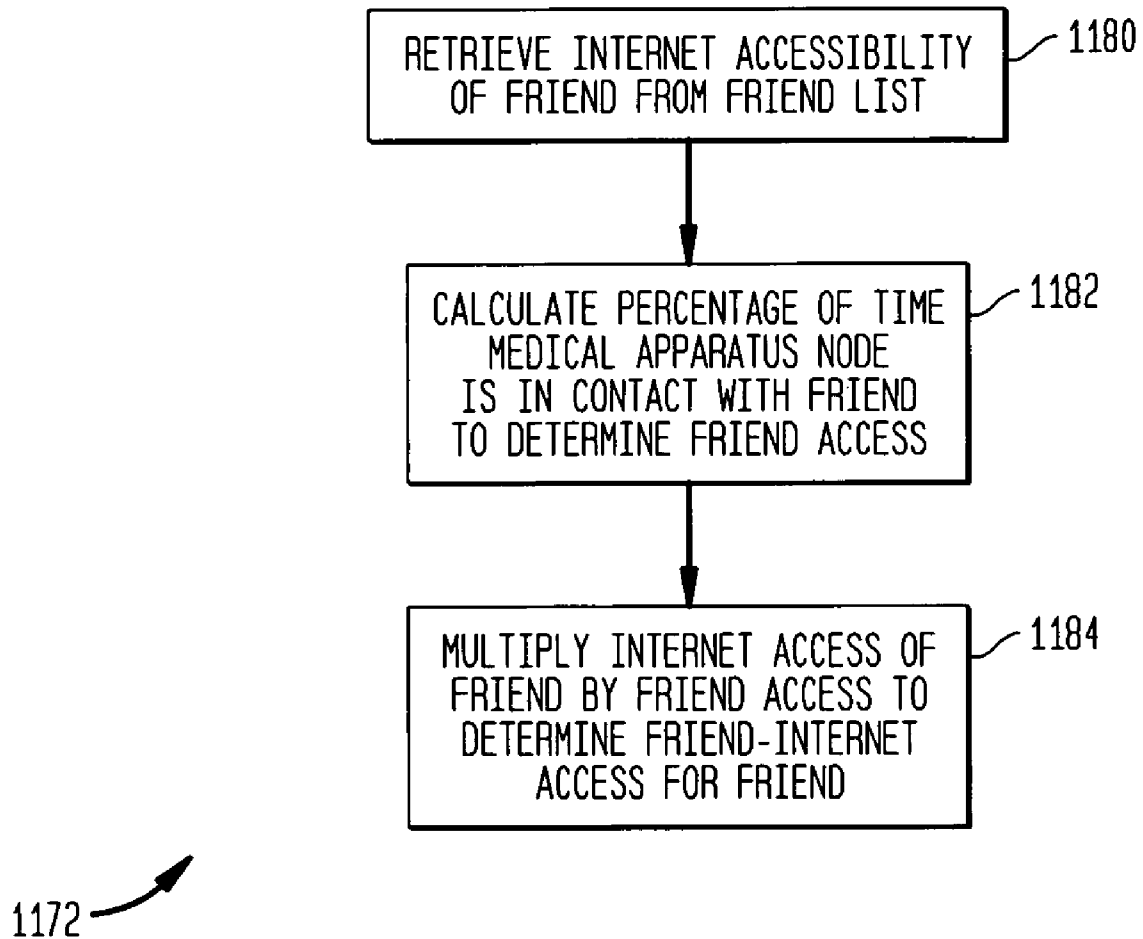 RETRIEVE INTERNET ACCESSIBILITY
OF FRIEND FROM FRIEND LIST
1180
CALCULATE PERCENTAGE OF TIME
MEDICAL APPARATUS NODE
IS IN CONTACT WITH FRIEND
TO DETERMINE FRIEND ACCESS
1182
MULTIPLY INTERNET ACCESS OF
FRIEND BY FRIEND ACCESS TO
DETERMINE FRIEND-INTERNET
ACCESS FOR FRIEND
1184
1172